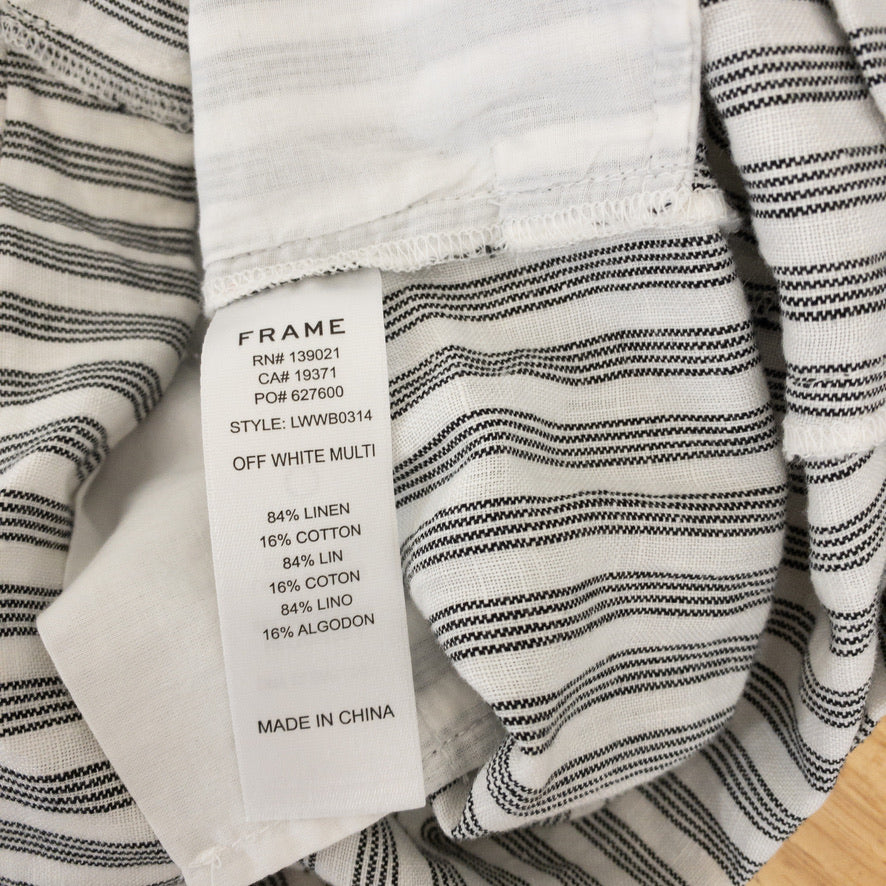 FRAME
RN# 139021
CA# 19371
PO# 627600
STYLE: LWWB0314
OFF WHITE MULTI
84% LINEN
16% COTTON
84% LIN
16% COTON
84% LINO
16% ALGODON
MADE IN CHINA